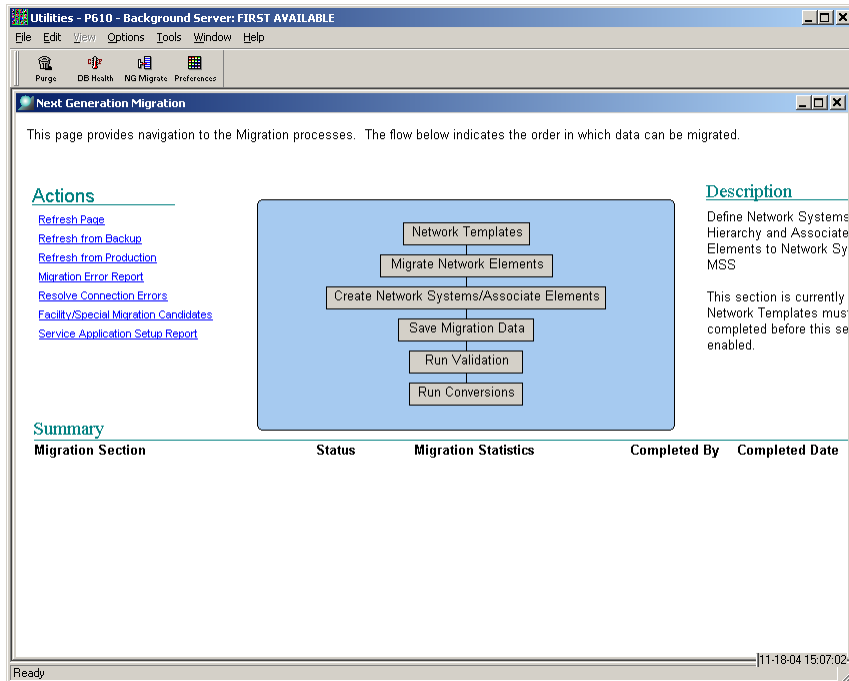 Utilities - P610 - Background Server: FIRST AVAILABLE
File Edit View Options Tools Window Help
Purge DB Health NG Migrate Preferences
Next Generation Migration
This page provides navigation to the Migration processes. The flow below indicates the order in which data can be migrated.
Actions
Refresh Page
Refresh from Backup
Refresh from Production
Migration Error Report
Resolve Connection Errors
Facility/Special Migration Candidates
Service Application Setup Report
Network Templates
Migrate Network Elements
Create Network Systems/Associate Elements
Save Migration Data
Run Validation
Run Conversions
Description
Define Network Systems
Hierarchy and Associate
Elements to Network Sy
MSS
This section is currently
Network Templates mus
completed before this se
enabled.
Summary
Migration Section Status Migration Statistics Completed By Completed Date
11-18-04 15:07:02
Ready